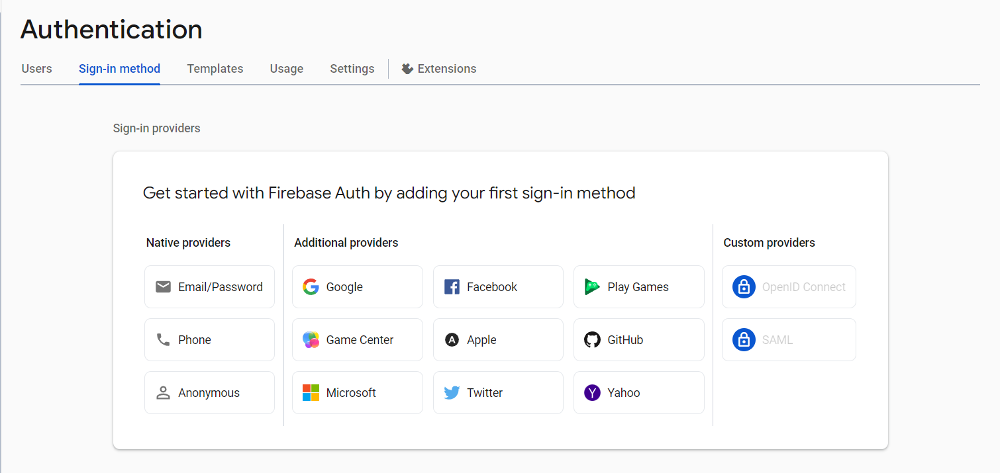 Authentication
Users Sign-in method Templates Usage Settings Extensions
Sign-in providers
Get started with Firebase Auth by adding your first sign-in method
Native providers Additional providers Custom providers
Email/Password Google Facebook Play Games OpenID Connect
Phone Game Center Apple GitHub SAML
Anonymous Microsoft Twitter Yahoo